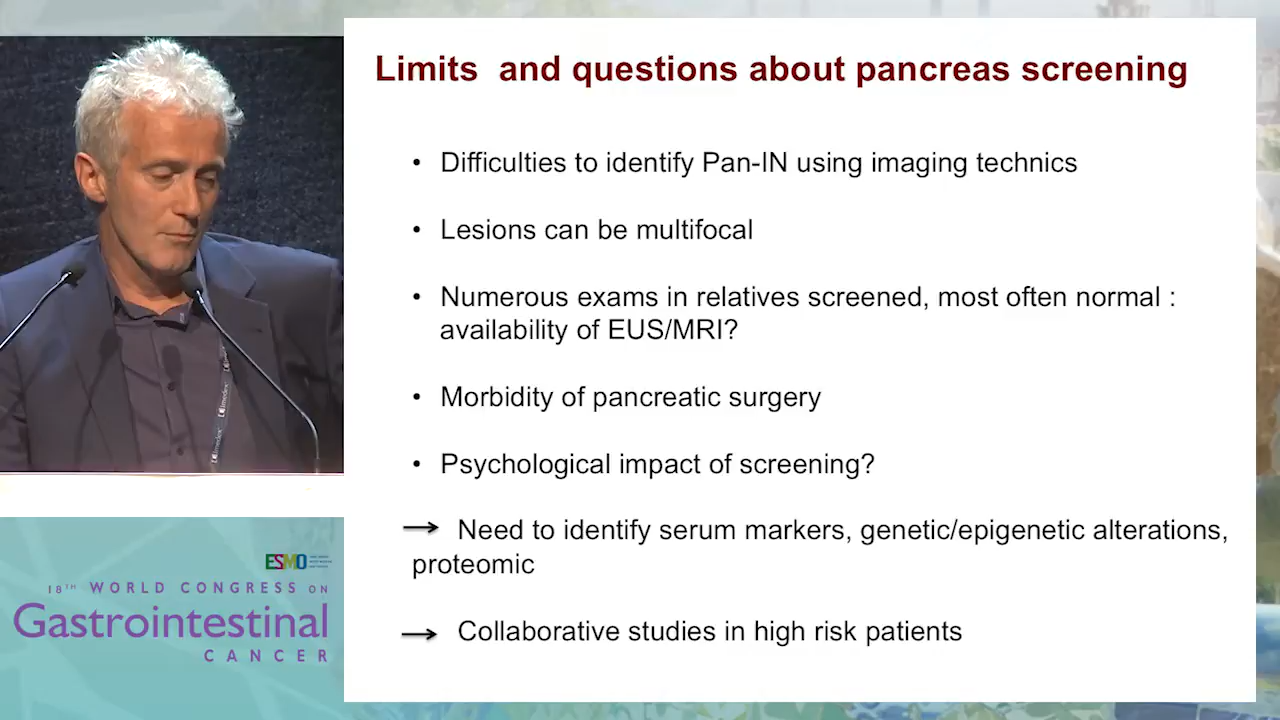 Limits and questions about pancreas screening
• Difficulties to identify Pan-IN using imaging technics
• Lesions can be multifocal
• Numerous exams in relatives screened, most often normal :
availability of EUS/MRI?
• Morbidity of pancreatic surgery
• Psychological impact of screening?
→ Need to identify serum markers, genetic/epigenetic alterations,
proteomic
→ Collaborative studies in high risk patients
imedex
ESMO
18TH WORLD CONGRESS ON
Gastrointestinal
CANCER